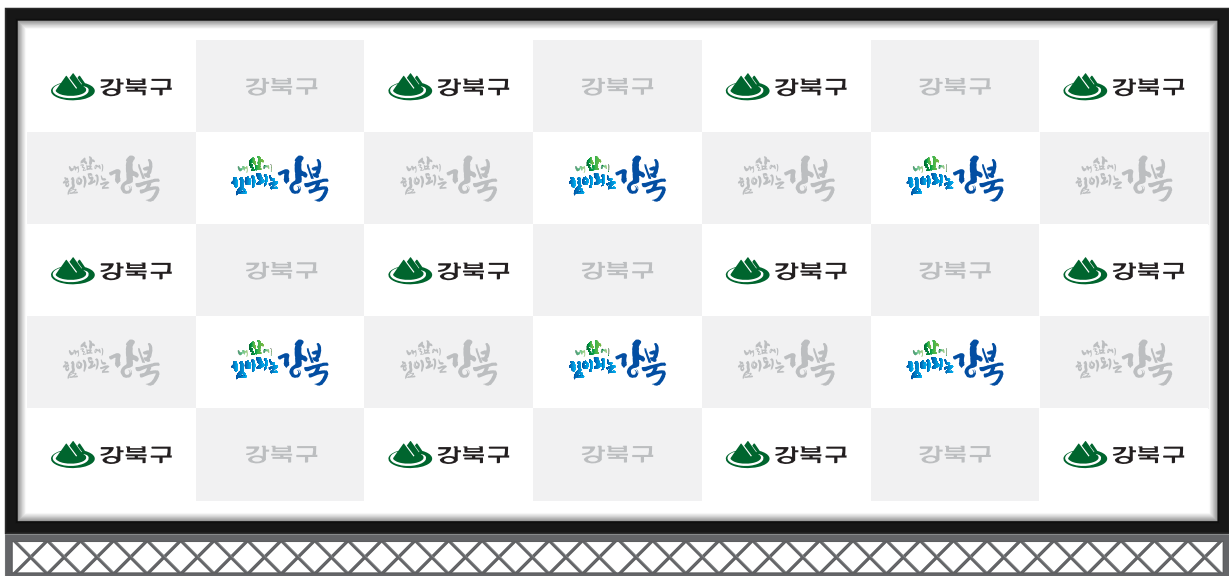 강북구 강북구 강북구 강북구 강북구 강북구 강북구
내 삶에 힘이 되는 강북 내 삶에 힘이 되는 강북 내 삶에 힘이 되는 강북 내 삶에 힘이 되는 강북 내 삶에 힘이 되는 강북 내 삶에 힘이 되는 강북 내 삶에 힘이 되는 강북
강북구 강북구 강북구 강북구 강북구 강북구 강북구
내 삶에 힘이 되는 강북 내 삶에 힘이 되는 강북 내 삶에 힘이 되는 강북 내 삶에 힘이 되는 강북 내 삶에 힘이 되는 강북 내 삶에 힘이 되는 강북 내 삶에 힘이 되는 강북
강북구 강북구 강북구 강북구 강북구 강북구 강북구